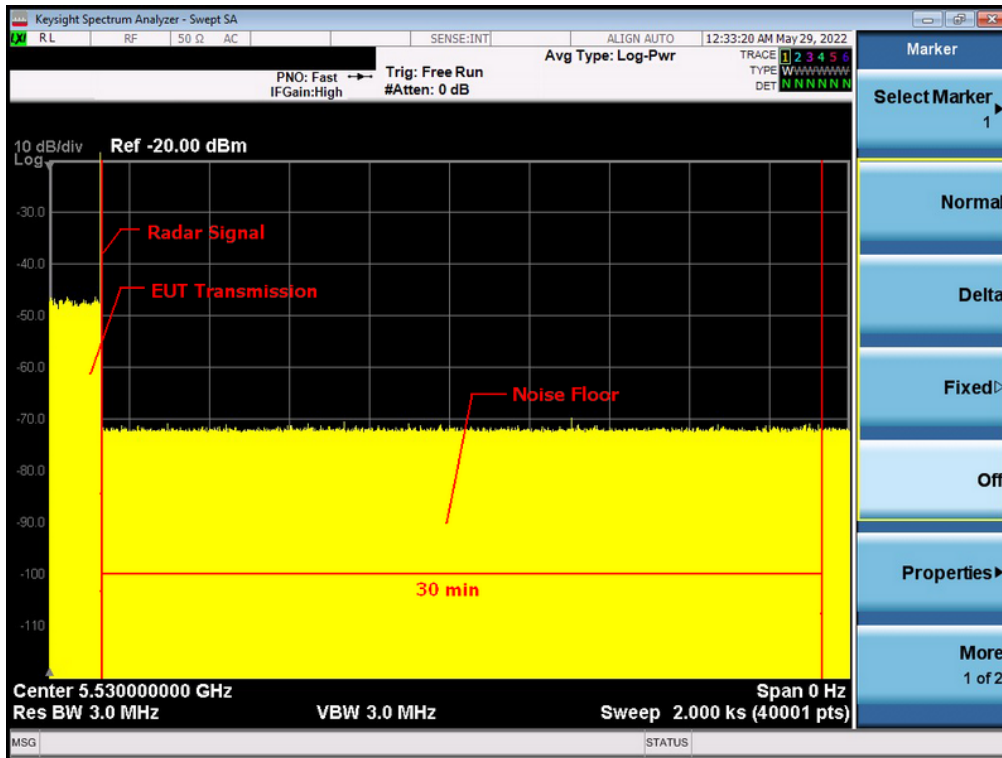 Keysight Spectrum Analyzer - Swept SA
LXI RL RF 50 Ω AC SENSE:INT ALIGN AUTO 12:33:20 AM May 29, 2022
Avg Type: Log-Pwr
TRACE 1 2 3 4 5 6
TYPE WWWWWW
DET N N N N N N
PNO: Fast
IFGain:High
Trig: Free Run
#Atten: 0 dB
10 dB/div
Log
Ref -20.00 dBm
-30.0
-40.0
-50.0
-60.0
-70.0
-80.0
-90.0
-100
-110
Radar Signal
EUT Transmission
Noise Floor
30 min
Center 5.530000000 GHz
Span 0 Hz
Res BW 3.0 MHz
VBW 3.0 MHz
Sweep 2.000 ks (40001 pts)
MSG
STATUS
Marker
Select Marker
1
Normal
Delta
Fixed
Off
Properties
More
1 of 2